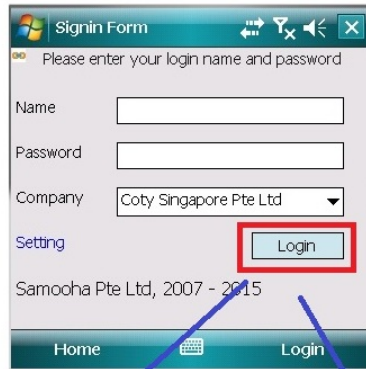 Signin Form
Please enter your login name and password
Name
Password
Company Coty Singapore Pte Ltd
Setting Login
Samooha Pte Ltd, 2007 - 2015
Home Login